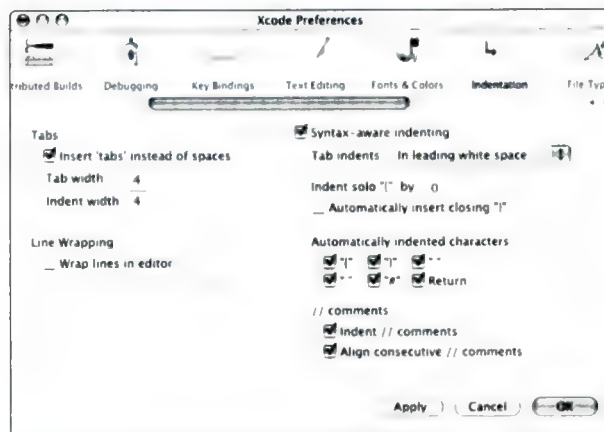 Xcode Preferences
tributed Builds Debugging Key Bindings Text Editing Fonts & Colors Indentation File Typ
Tabs
Insert 'tabs' instead of spaces
Tab width 4
Indent width 4
Line Wrapping
Wrap lines in editor
Syntax-aware indenting
Tab indents In leading white space
Indent solo "{" by 0
Automatically insert closing "}"
Automatically indented characters
"{" "}"
"#" Return
// comments
Indent // comments
Align consecutive // comments
Apply Cancel OK